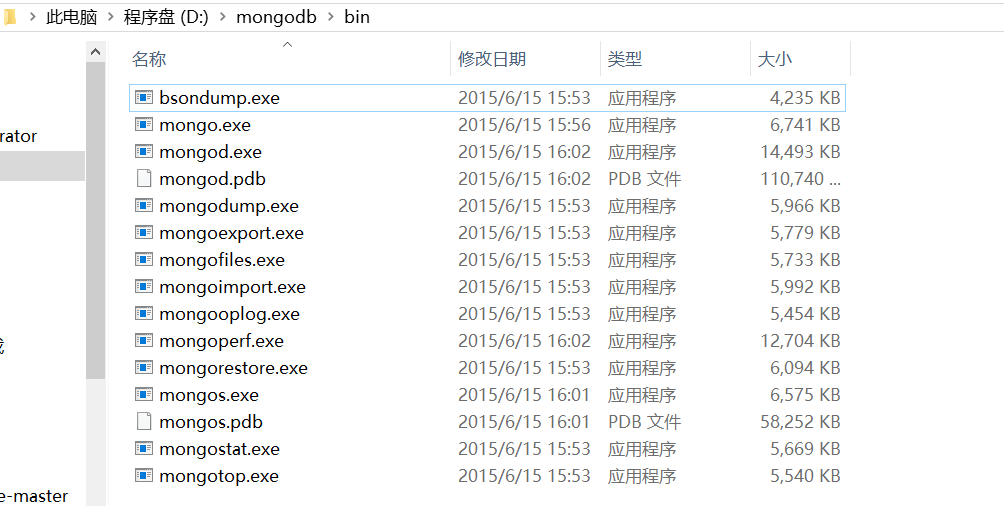 此电脑 > 程序盘 (D:) > mongodb > bin
名称 修改日期 类型 大小
bsondump.exe 2015/6/15 15:53 应用程序 4,235 KB
mongo.exe 2015/6/15 15:56 应用程序 6,741 KB
rator
mongod.exe 2015/6/15 16:02 应用程序 14,493 KB
mongod.pdb 2015/6/15 16:02 PDB 文件 110,740 ...
mongodump.exe 2015/6/15 15:53 应用程序 5,966 KB
mongoexport.exe 2015/6/15 15:53 应用程序 5,779 KB
mongofiles.exe 2015/6/15 15:53 应用程序 5,733 KB
mongoimport.exe 2015/6/15 15:53 应用程序 5,992 KB
mongooplog.exe 2015/6/15 15:53 应用程序 5,454 KB
mongoperf.exe 2015/6/15 16:02 应用程序 12,704 KB
mongorestore.exe 2015/6/15 15:53 应用程序 6,094 KB
mongos.exe 2015/6/15 16:01 应用程序 6,575 KB
mongos.pdb 2015/6/15 16:01 PDB 文件 58,252 KB
mongostat.exe 2015/6/15 15:53 应用程序 5,669 KB
mongotop.exe 2015/6/15 15:53 应用程序 5,540 KB
e-master